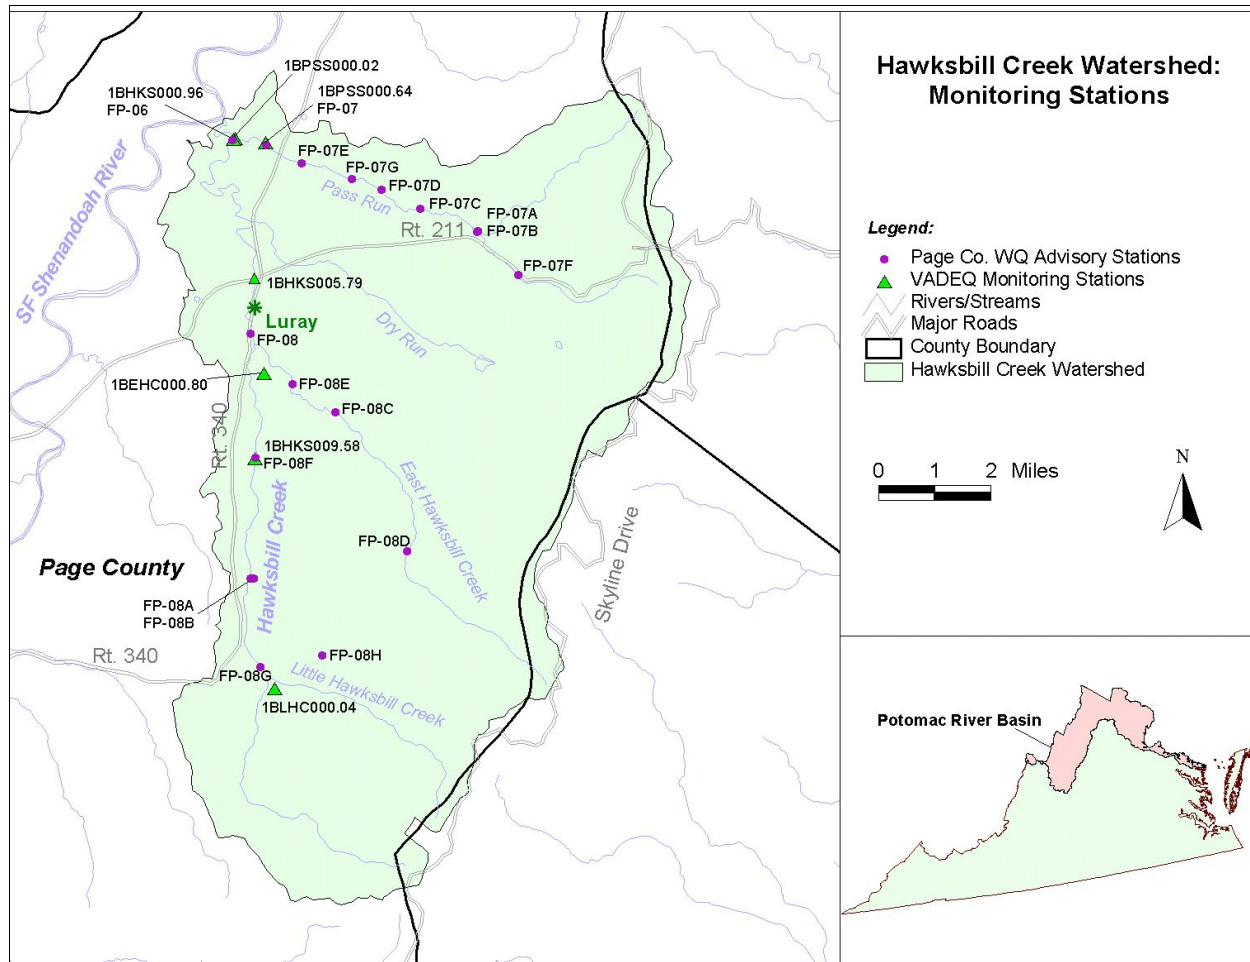 Hawksbill Creek Watershed:
Monitoring Stations
1BPSS000.02
1BHKS000.96
FP-06
1BPSS000.64
FP-07
FP-07E
FP-07G
FP-07D
FP-07C
FP-07A
FP-07B
FP-07F
Pass Run
Rt. 211
SF Shenandoah River
1BHKS005.79
Luray
FP-08
Dry Run
1BEHC000.80
FP-08E
FP-08C
Rt. 340
1BHKS009.58
FP-08F
East Hawksbill Creek
Hawksbill Creek
FP-08D
Skyline Drive
Page County
FP-08A
FP-08B
Rt. 340
FP-08H
FP-08G
Little Hawksbill Creek
1BLHC000.04
Legend:
Page Co. WQ Advisory Stations
VADEQ Monitoring Stations
Rivers/Streams
Major Roads
County Boundary
Hawksbill Creek Watershed
0 1 2 Miles
N
Potomac River Basin